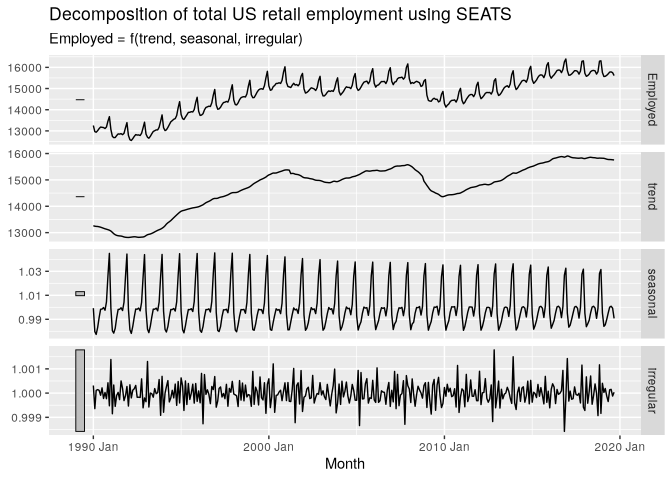 Decomposition of total US retail employment using SEATS
Employed = f(trend, seasonal, irregular)
16000
15000
14000
13000
Employed
16000
15000
14000
13000
trend
1.03
1.01
0.99
seasonal
1.001
1.000
0.999
irregular
1990 Jan
2000 Jan
2010 Jan
2020 Jan
Month